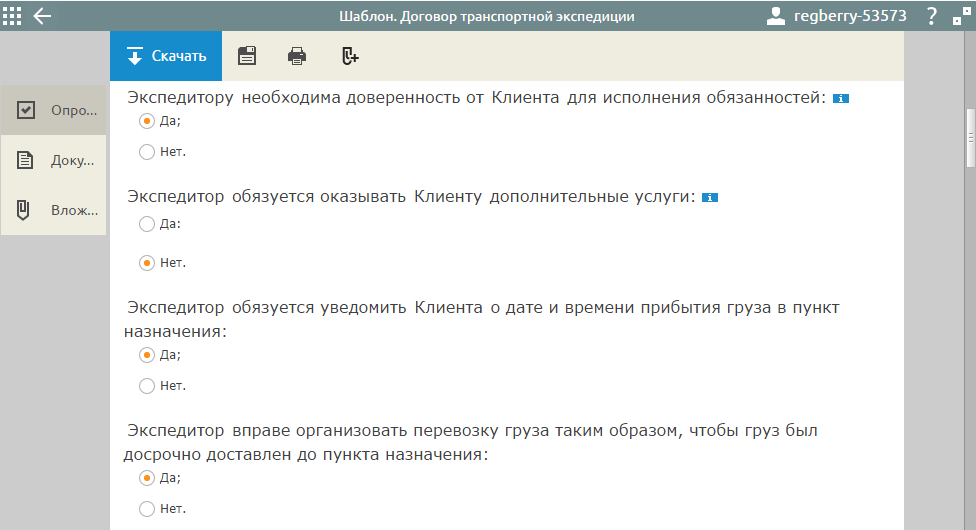 Шаблон. Договор транспортной экспедиции
regberry-53573
?
Скачать
Опро...
Доку...
Влож...
Экспедитору необходима доверенность от Клиента для исполнения обязанностей: i
Да;
Нет.
Экспедитор обязуется оказывать Клиенту дополнительные услуги: i
Да:
Нет.
Экспедитор обязуется уведомить Клиента о дате и времени прибытия груза в пункт
назначения:
Да;
Нет.
Экспедитор вправе организовать перевозку груза таким образом, чтобы груз был
досрочно доставлен до пункта назначения:
Да;
Нет.